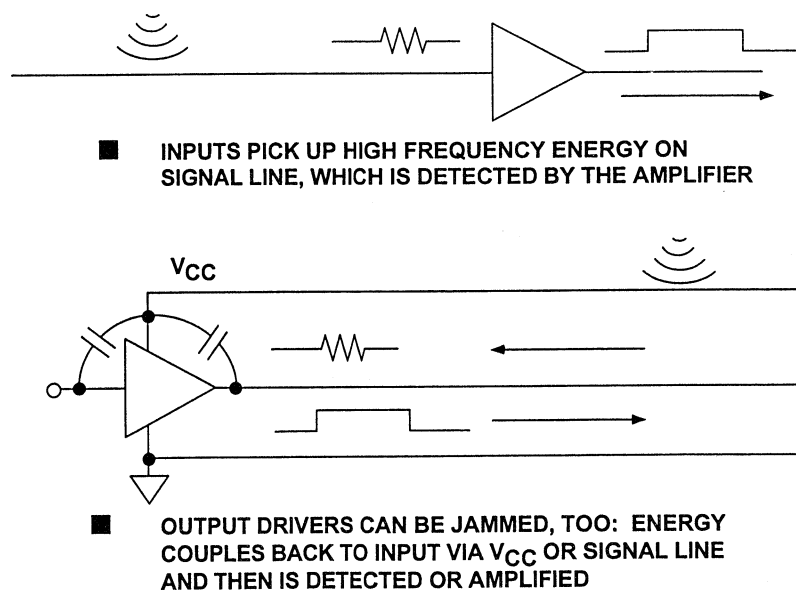 ■ INPUTS PICK UP HIGH FREQUENCY ENERGY ON
SIGNAL LINE, WHICH IS DETECTED BY THE AMPLIFIER
VCC
■ OUTPUT DRIVERS CAN BE JAMMED, TOO: ENERGY
COUPLES BACK TO INPUT VIA VCC OR SIGNAL LINE
AND THEN IS DETECTED OR AMPLIFIED